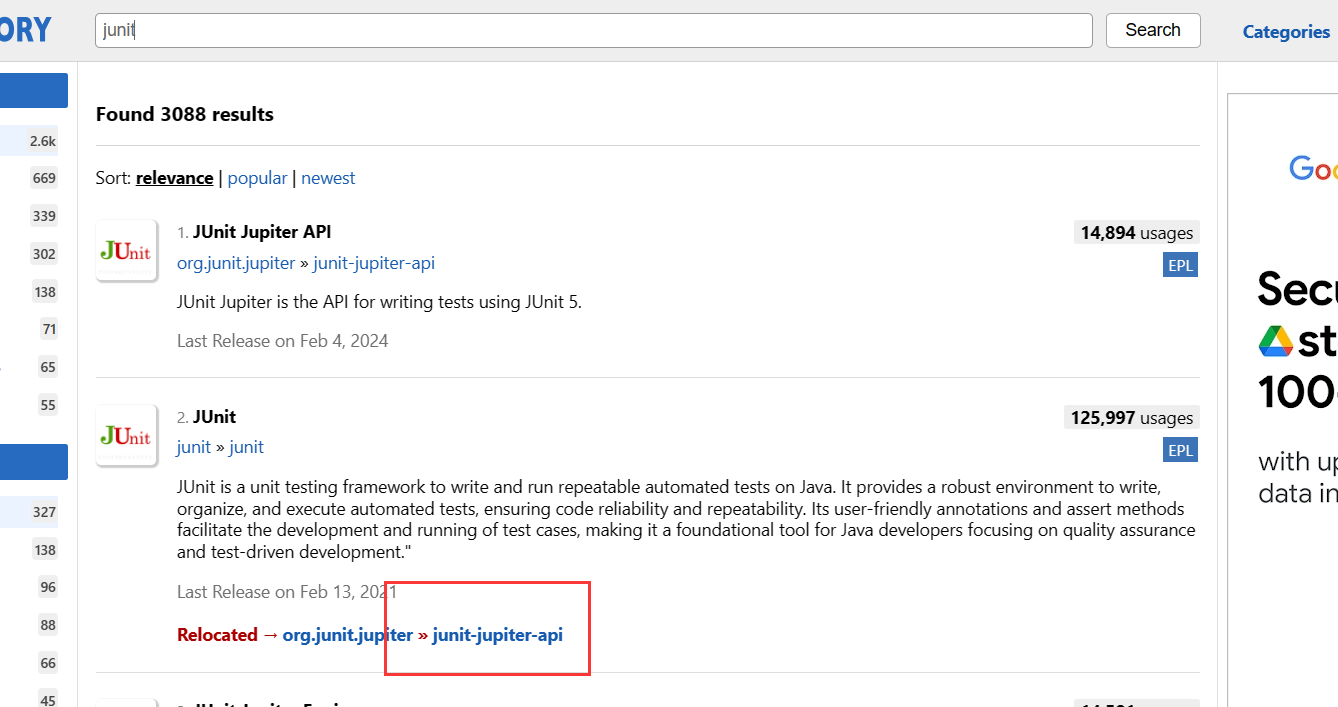 ORY
junit
Search
Categories
2.6k
669
339
302
138
71
65
55
327
138
96
88
66
45
Found 3088 results
Sort: relevance | popular | newest
JUnit
1. JUnit Jupiter API
14,894 usages
org.junit.jupiter » junit-jupiter-api
EPL
JUnit Jupiter is the API for writing tests using JUnit 5.
Last Release on Feb 4, 2024
JUnit
2. JUnit
125,997 usages
junit » junit
EPL
JUnit is a unit testing framework to write and run repeatable automated tests on Java. It provides a robust environment to write,
organize, and execute automated tests, ensuring code reliability and repeatability. Its user-friendly annotations and assert methods
facilitate the development and running of test cases, making it a foundational tool for Java developers focusing on quality assurance
and test-driven development."
Last Release on Feb 13, 2021
Relocated → org.junit.jupiter » junit-jupiter-api
Goo
Secu
st
100
with up
data in